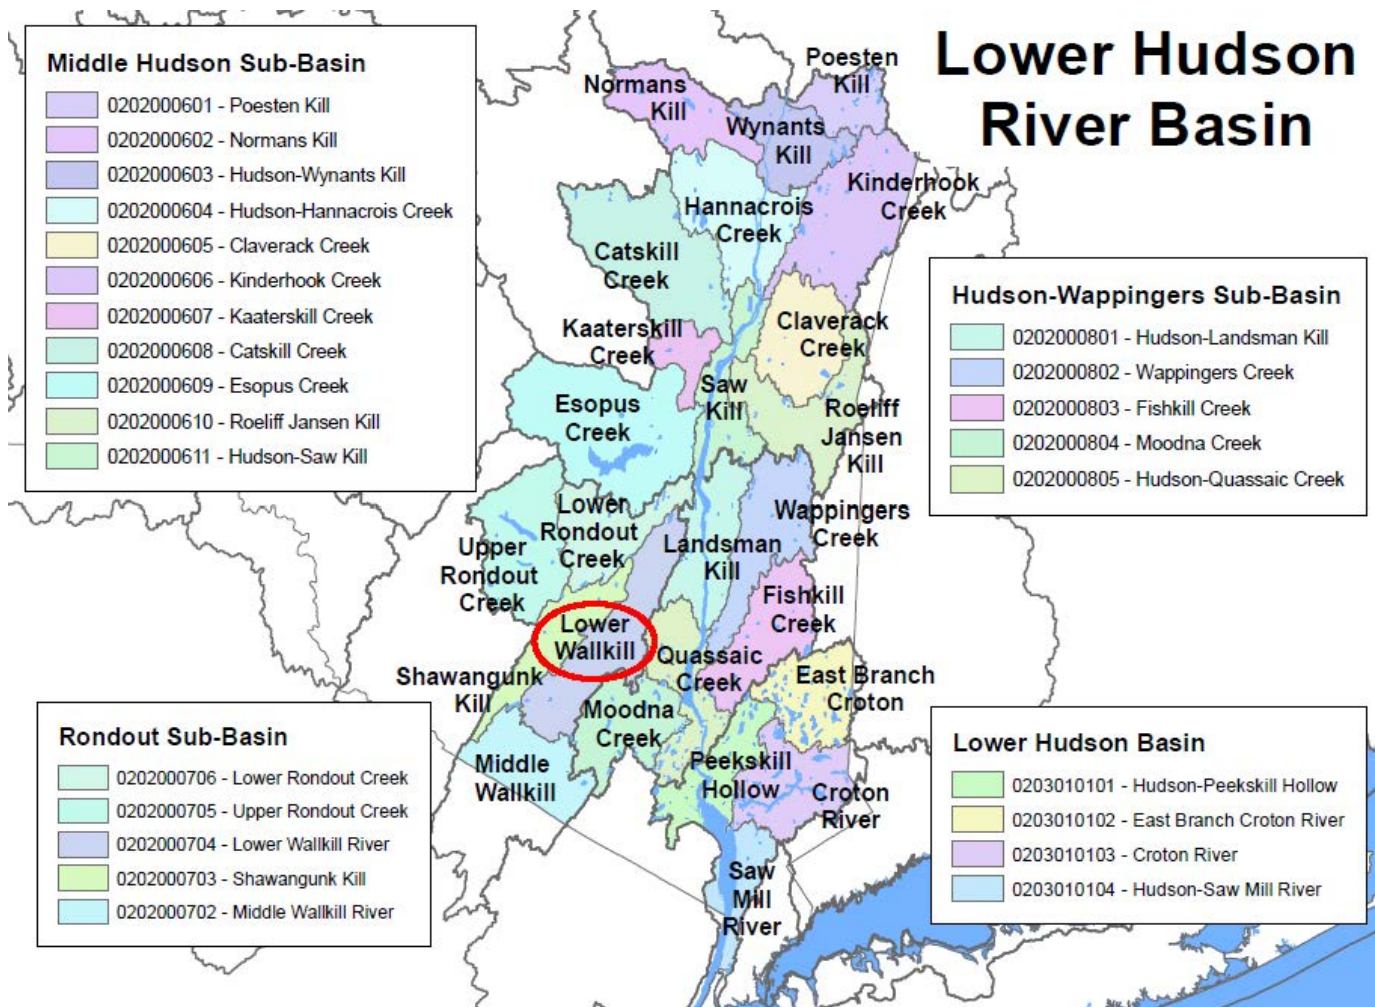 Lower Hudson
River Basin
Middle Hudson Sub-Basin
0202000601 - Poesten Kill
0202000602 - Normans Kill
0202000603 - Hudson-Wynants Kill
0202000604 - Hudson-Hannacrois Creek
0202000605 - Claverack Creek
0202000606 - Kinderhook Creek
0202000607 - Kaaterskill Creek
0202000608 - Catskill Creek
0202000609 - Esopus Creek
0202000610 - Roeliff Jansen Kill
0202000611 - Hudson-Saw Kill
Poesten
Kill
Normans
Kill
Wynants
Kill
Kinderhook
Creek
Hannacrois
Creek
Catskill
Creek
Kaaterskill
Creek
Claverack
Creek
Saw
Kill
Esopus
Creek
Roeliff
Jansen
Kill
Hudson-Wappingers Sub-Basin
0202000801 - Hudson-Landsman Kill
0202000802 - Wappingers Creek
0202000803 - Fishkill Creek
0202000804 - Moodna Creek
0202000805 - Hudson-Quassaic Creek
Lower
Rondout
Creek
Upper
Rondout
Creek
Landsman
Kill
Wappingers
Creek
Fishkill
Creek
Lower
Wallkill
Shawangunk
Kill
Quassaic
Creek
East Branch
Croton
Moodna
Creek
Middle
Wallkill
Peekskill
Hollow
Croton
River
Saw
Mill
River
Rondout Sub-Basin
0202000706 - Lower Rondout Creek
0202000705 - Upper Rondout Creek
0202000704 - Lower Wallkill River
0202000703 - Shawangunk Kill
0202000702 - Middle Wallkill River
Lower Hudson Basin
0203010101 - Hudson-Peekskill Hollow
0203010102 - East Branch Croton River
0203010103 - Croton River
0203010104 - Hudson-Saw Mill River